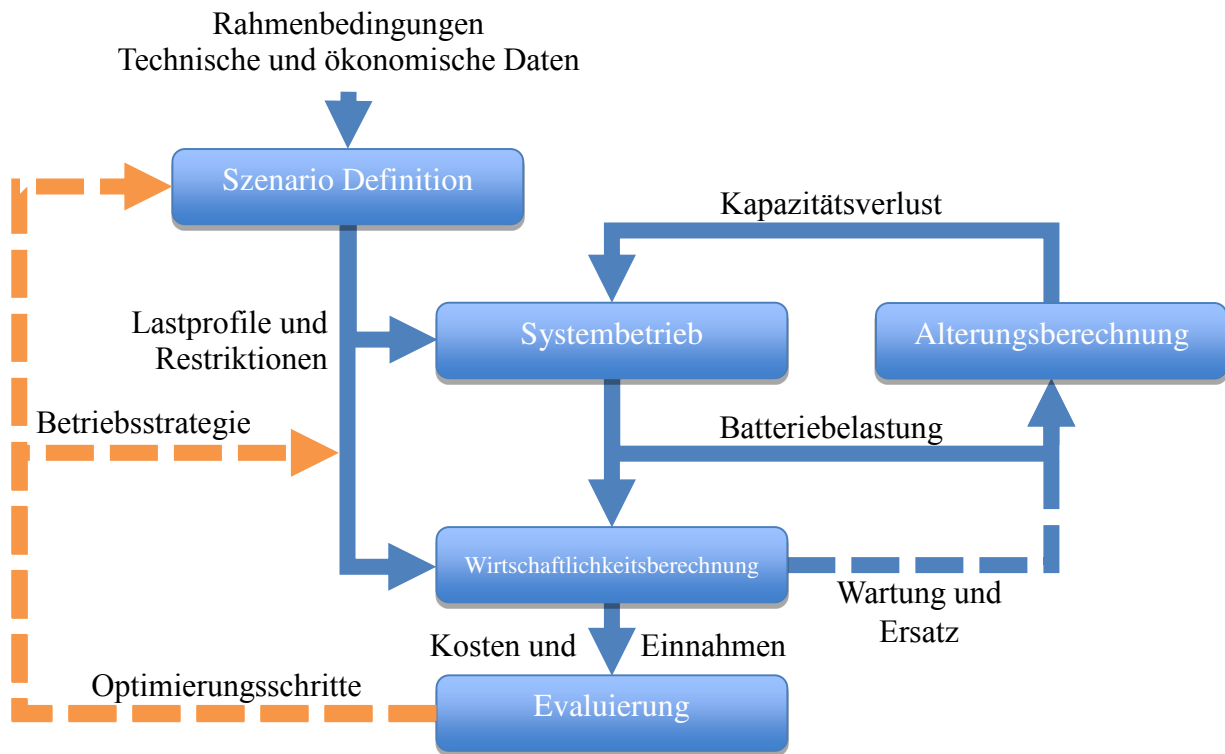 Rahmenbedingungen
Technische und ökonomische Daten
Szenario Definition
Kapazitätsverlust
Lastprofile und
Restriktionen
Systembetrieb
Alterungsberechnung
Betriebsstrategie
Batteriebelastung
Wirtschaftlichkeitsberechnung
Wartung und
Ersatz
Kosten und Einnahmen
Optimierungsschritte
Evaluierung